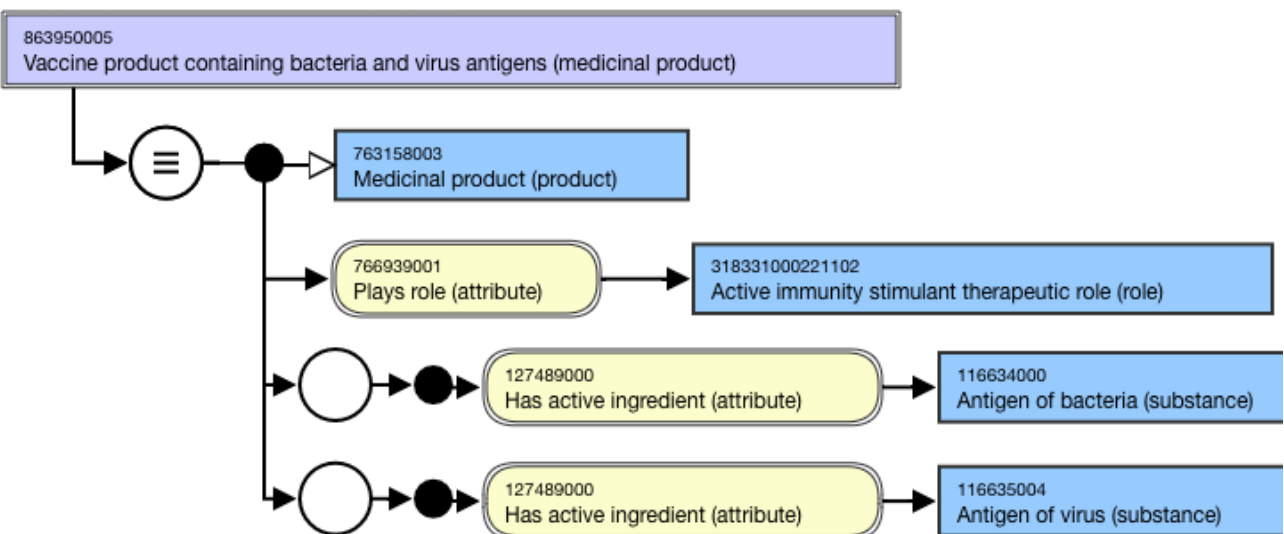 863950005
Vaccine product containing bacteria and virus antigens (medicinal product)
763158003
Medicinal product (product)
766939001
Plays role (attribute)
318331000221102
Active immunity stimulant therapeutic role (role)
127489000
Has active ingredient (attribute)
116634000
Antigen of bacteria (substance)
127489000
Has active ingredient (attribute)
116635004
Antigen of virus (substance)